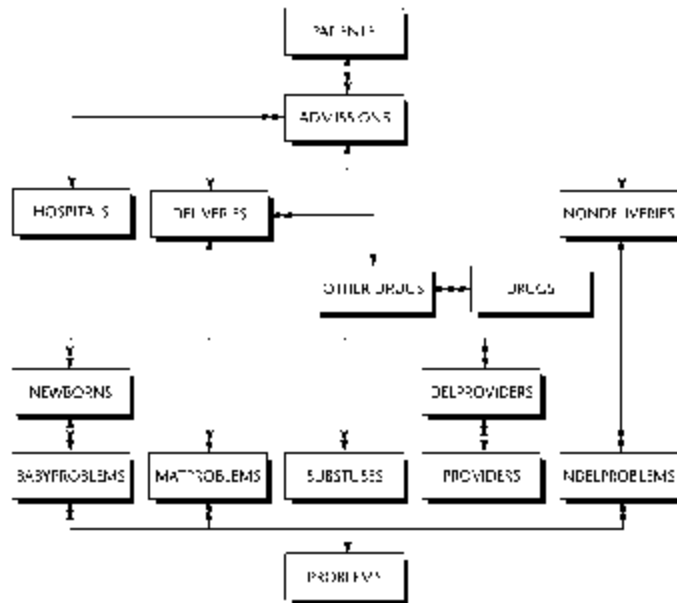 PATIENTS
ADMISSIONS
HOSPITALS
DELIVERIES
NONDELIVERIES
OTHER DRUGS
DRUGS
NEWBORNS
DELPROVIDERS
BABYPROBLEMS
MATPROBLEMS
SUBSTUSES
PROVIDERS
NDELPROBLEMS
PROBLEMS